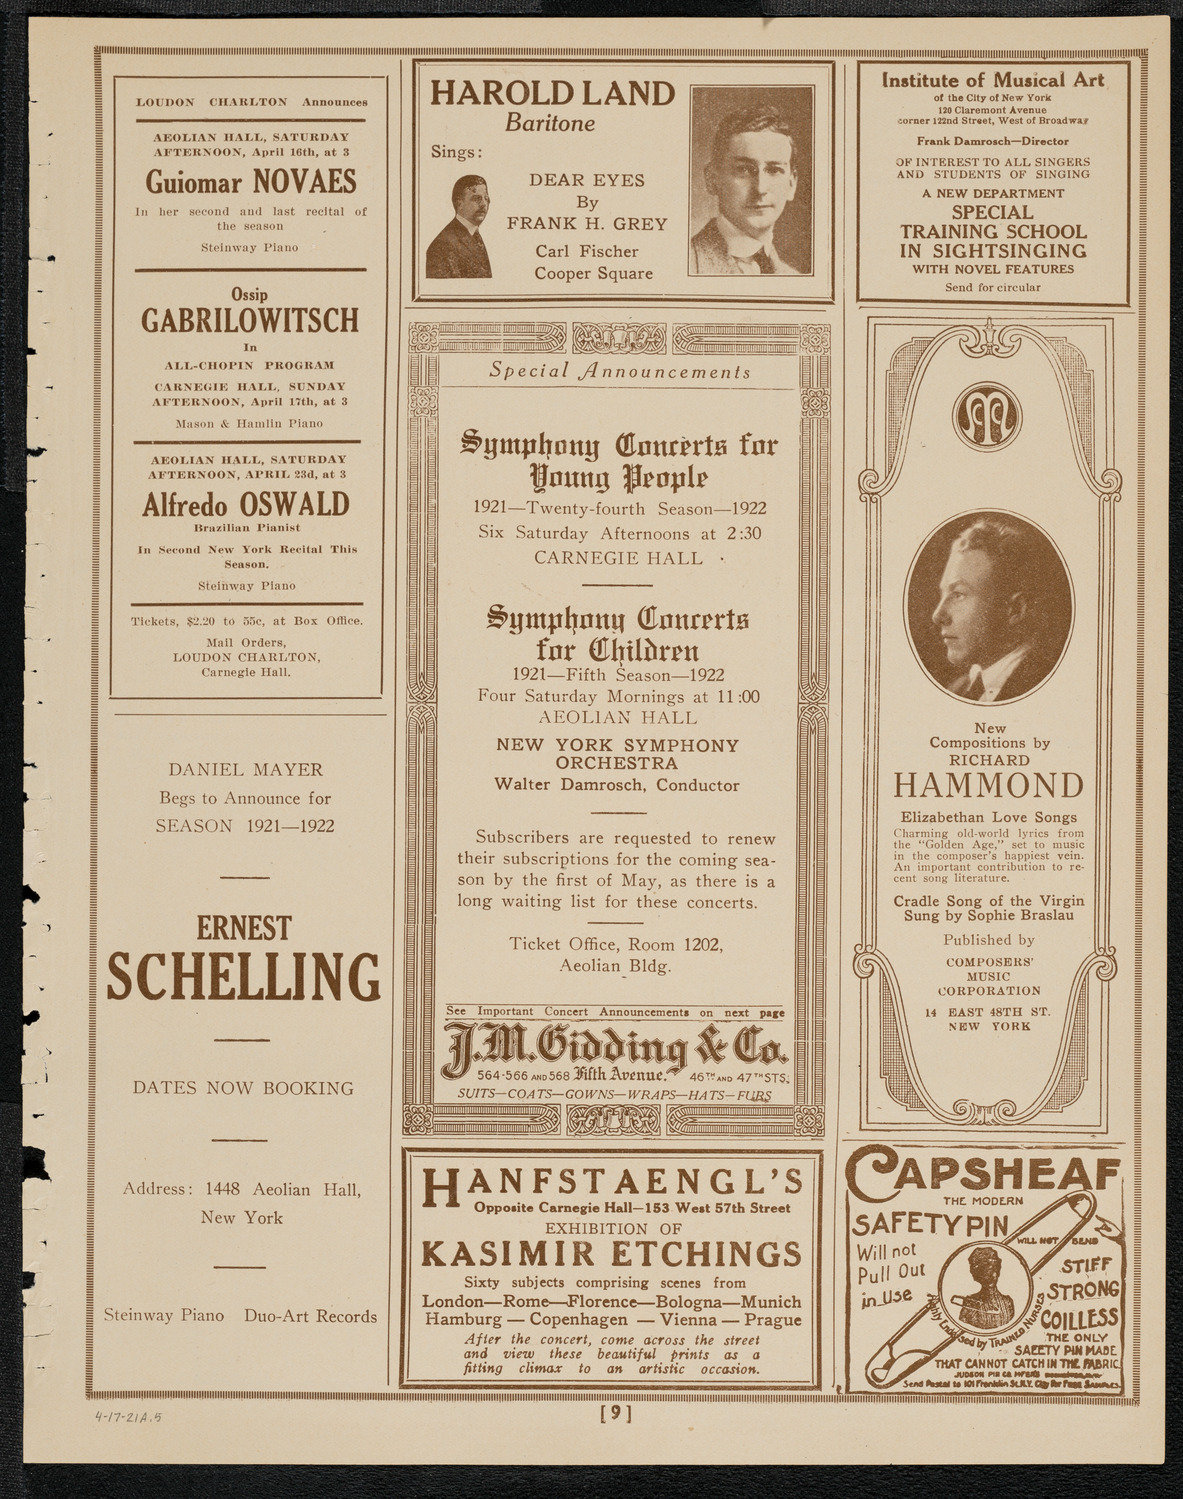 LOUDON CHARLTON Announces
AEOLIAN HALL, SATURDAY
AFTERNOON, April 16th, at 3
Guiomar NOVAES
In her second and last recital of
the season
Steinway Piano
Ossip
GABRILOWITSCH
In
ALL-CHOPIN PROGRAM
CARNEGIE HALL, SUNDAY
AFTERNOON, April 17th, at 3
Mason & Hamlin Piano
AEOLIAN HALL, SATURDAY
AFTERNOON, APRIL 23d, at 3
Alfredo OSWALD
Brazilian Pianist
In Second New York Recital This
Season.
Steinway Piano
Tickets, $2.20 to 55c, at Box Office.
Mail Orders,
LOUDON CHARLTON,
Carnegie Hall.
DANIEL MAYER
Begs to Announce for
SEASON 1921—1922
ERNEST
SCHELLING
DATES NOW BOOKING
Address: 1448 Aeolian Hall,
New York
Steinway Piano Duo-Art Records
HAROLD LAND
Baritone
Sings:
DEAR EYES
By
FRANK H. GREY
Carl Fischer
Cooper Square
Special Announcements
Symphony Concerts for
Young People
1921—Twenty-fourth Season—1922
Six Saturday Afternoons at 2:30
CARNEGIE HALL
Symphony Concerts
for Children
1921—Fifth Season—1922
Four Saturday Mornings at 11:00
AEOLIAN HALL
NEW YORK SYMPHONY
ORCHESTRA
Walter Damrosch, Conductor
Subscribers are requested to renew
their subscriptions for the coming sea-
son by the first of May, as there is a
long waiting list for these concerts.
Ticket Office, Room 1202,
Aeolian Bldg.
See Important Concert Announcements on next page
J.M. Gidding & Co.
564-566 AND 568 Fifth Avenue. 46TH AND 47TH STS.
SUITS—COATS—GOWNS—WRAPS—HATS—FURS
HANFSTAENGL'S
Opposite Carnegie Hall—153 West 57th Street
EXHIBITION OF
KASIMIR ETCHINGS
Sixty subjects comprising scenes from
London—Rome—Florence—Bologna—Munich
Hamburg — Copenhagen — Vienna — Prague
After the concert, come across the street
and view these beautiful prints as a
fitting climax to an artistic occasion.
Institute of Musical Art
of the City of New York
120 Claremont Avenue
corner 122nd Street, West of Broadway
Frank Damrosch—Director
OF INTEREST TO ALL SINGERS
AND STUDENTS OF SINGING
A NEW DEPARTMENT
SPECIAL
TRAINING SCHOOL
IN SIGHTSINGING
WITH NOVEL FEATURES
Send for circular
New
Compositions by
RICHARD
HAMMOND
Elizabethan Love Songs
Charming old-world lyrics from
the "Golden Age," set to music
in the composer's happiest vein.
An important contribution to re-
cent song literature.
Cradle Song of the Virgin
Sung by Sophie Braslau
Published by
COMPOSERS'
MUSIC
CORPORATION
14 EAST 48TH ST.
NEW YORK
CAPSHEAF
THE MODERN
SAFETY PIN
WILL NOT BEND
Will not
Pull Out
in Use
STIFF
STRONG
COILLESS
Highly Endorsed by TRAINED NURSES
THE ONLY
SAFETY PIN MADE
THAT CANNOT CATCH IN THE FABRIC
JUDSON PIN CO. MFGRS
Send Postal to 101 Franklin St. N.Y. City for Free Samples
4-17-21A.5
[9]